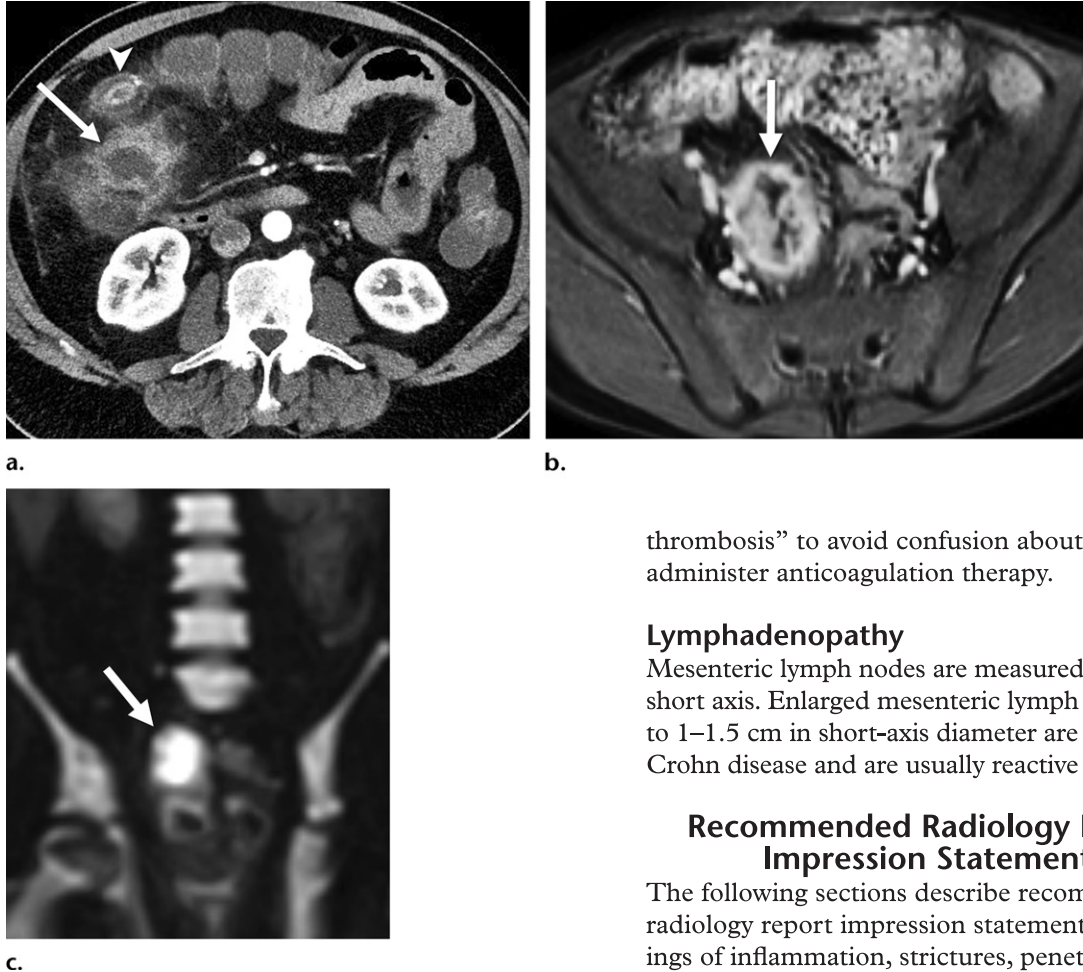 a.
b.
c.
thrombosis” to avoid confusion about
administer anticoagulation therapy.
Lymphadenopathy
Mesenteric lymph nodes are measured
short axis. Enlarged mesenteric lymph
to 1–1.5 cm in short-axis diameter are
Crohn disease and are usually reactive
Recommended Radiology
Impression Statement
The following sections describe recom
radiology report impression statement
ings of inflammation, strictures, penet